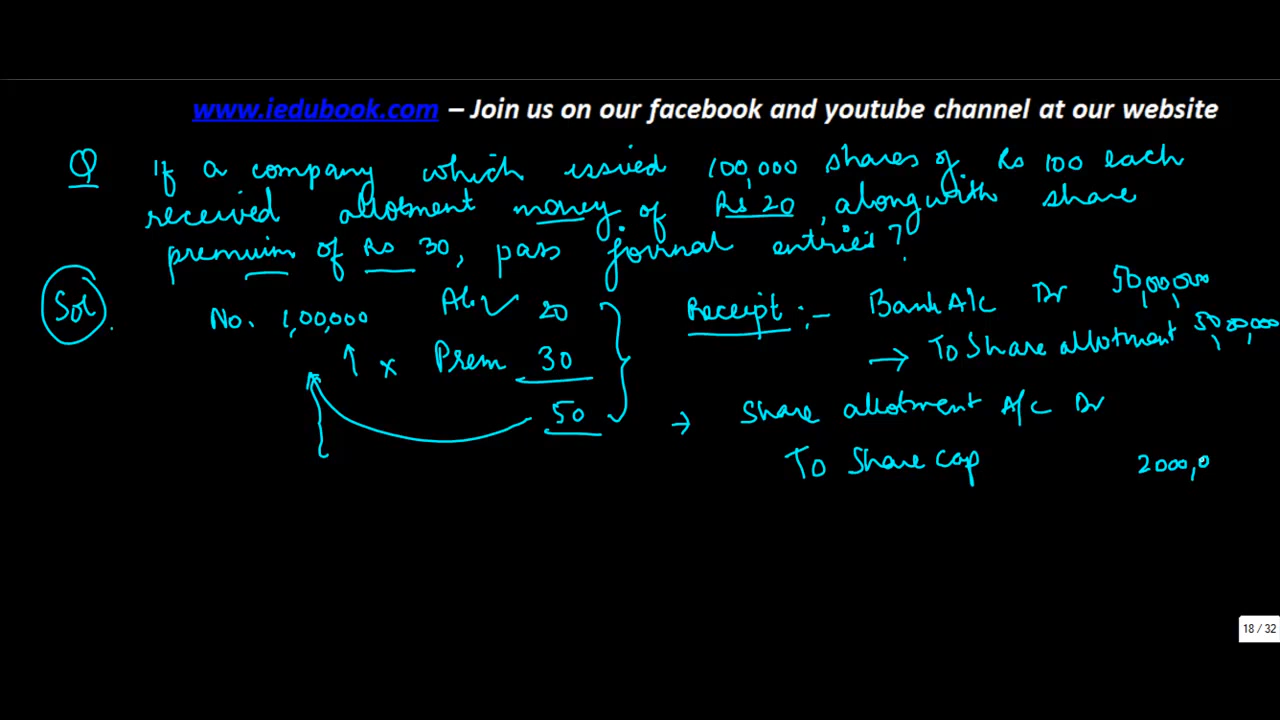 www.iedubook.com – Join us on our facebook and youtube channel at our website
Q If a company which issued 100,000 shares of Rs 100 each
received allotment money of Rs 20, alongwith share
premium of Rs 30, pass journal entries?
Sol
No. 1,00,000
Al. 20
x Prem 30
50
Receipt :- Bank A/c Dr 50,00,000
→ To Share allotment 50,00,000
→ Share allotment A/c Dr
To Share cap 2000,0
18 / 32